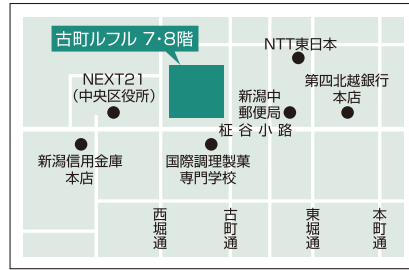 古町ルフル 7・8階
NTT東日本
NEXT21
（中央区役所）
新潟中
郵便局
第四北越銀行
本店
柾谷小路
新潟信用金庫
本店
国際調理製菓
専門学校
西堀通
古町通
東堀通
本町通